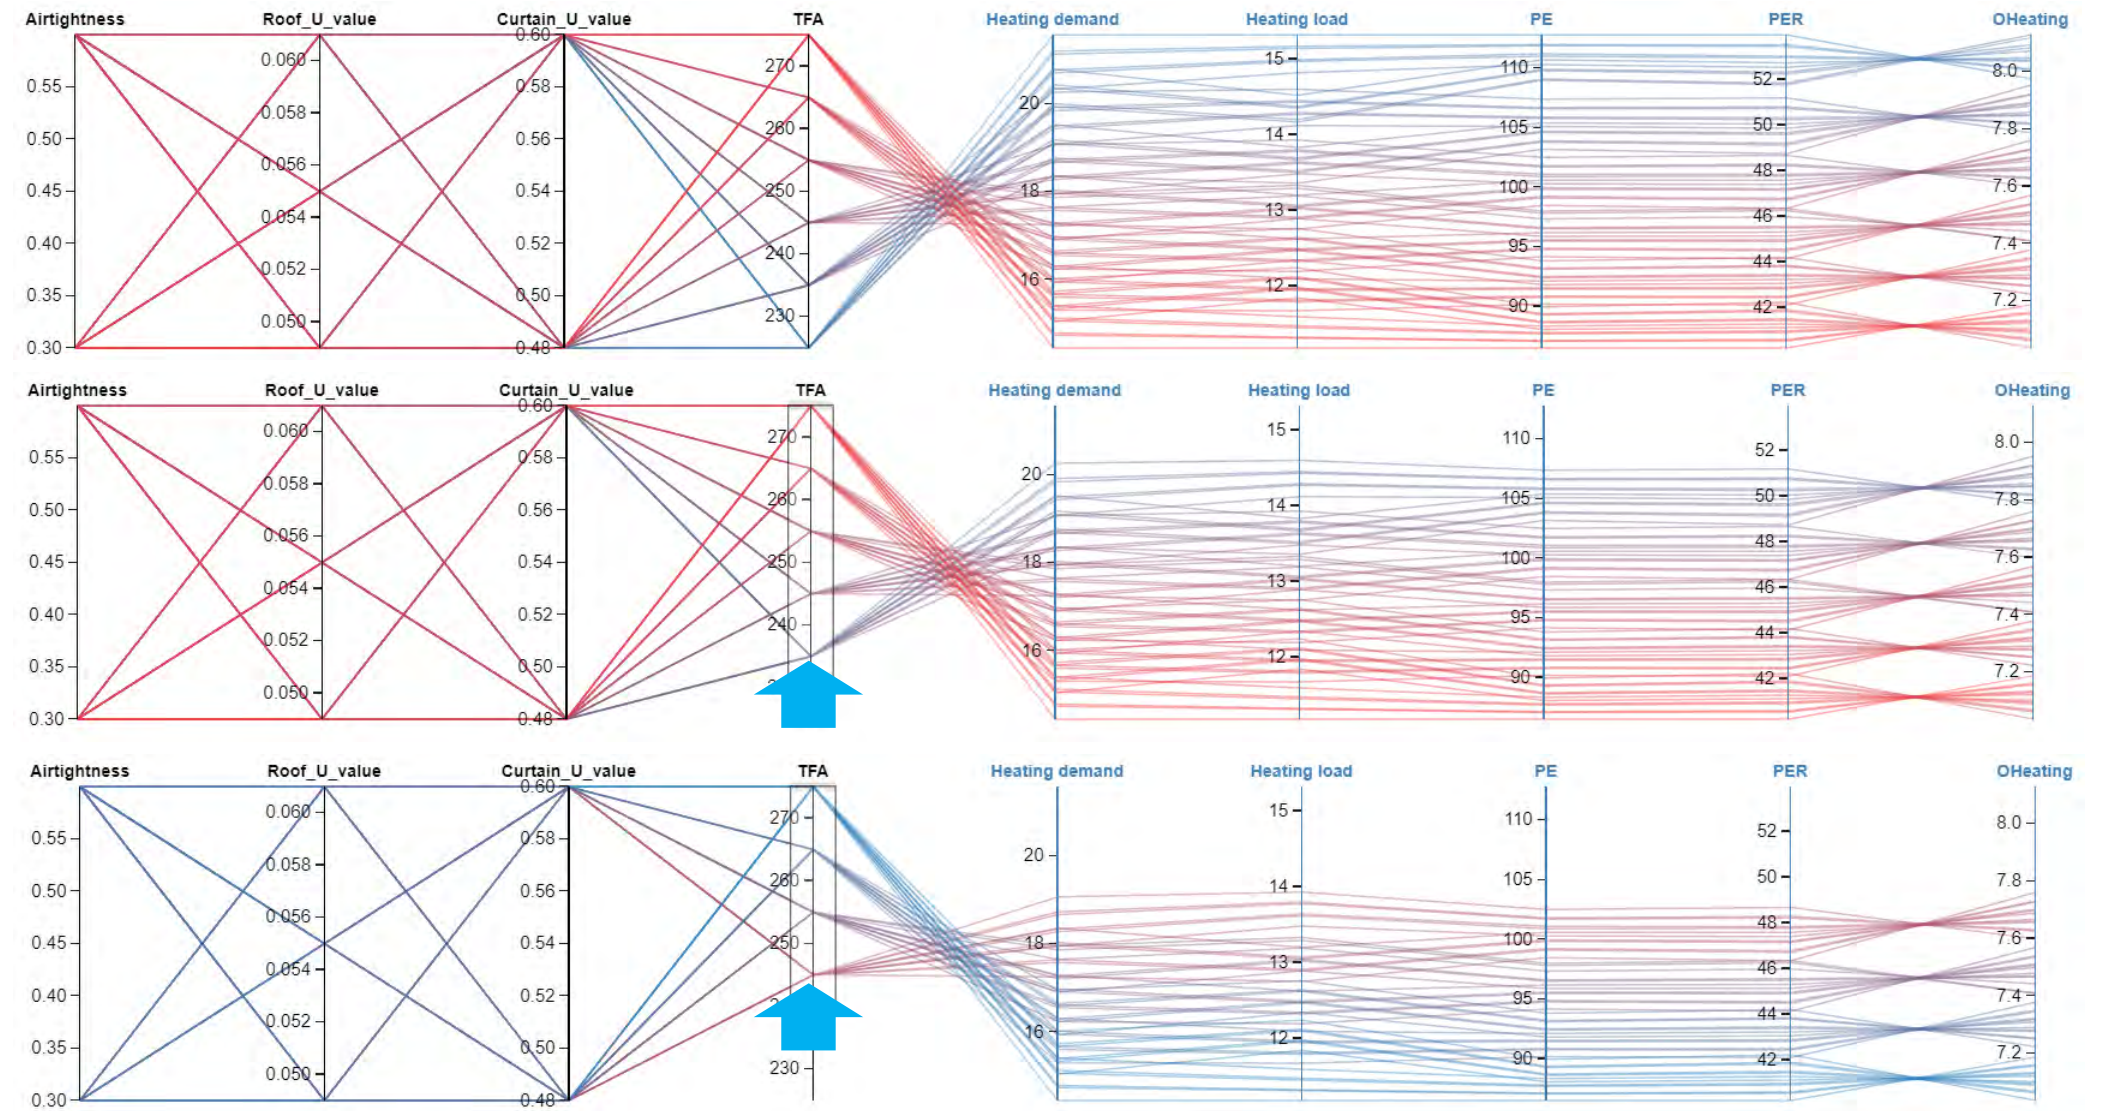 Airtightness Roof_U_value Curtain_U_value TFA Heating demand Heating load PE PER OHeating
0.55 0.50 0.45 0.40 0.35 0.30
0.060 0.058 0.056 0.054 0.052 0.050
0.60 0.58 0.56 0.54 0.52 0.50 0.48
270 260 250 240 230
20 18 16
15 14 13 12
110 105 100 95 90
52 50 48 46 44 42
8.0 7.8 7.6 7.4 7.2
Airtightness Roof_U_value Curtain_U_value TFA Heating demand Heating load PE PER OHeating
0.55 0.50 0.45 0.40 0.35 0.30
0.060 0.058 0.056 0.054 0.052 0.050
0.60 0.58 0.56 0.54 0.52 0.50 0.48
270 260 250 240
20 18 16
15 14 13 12
110 105 100 95 90
52 50 48 46 44 42
8.0 7.8 7.6 7.4 7.2
Airtightness Roof_U_value Curtain_U_value TFA Heating demand Heating load PE PER OHeating
0.55 0.50 0.45 0.40 0.35 0.30
0.060 0.058 0.056 0.054 0.052 0.050
0.60 0.58 0.56 0.54 0.52 0.50 0.48
270 260 250 230
20 18 16
15 14 13 12
110 105 100 95 90
52 50 48 46 44 42
8.0 7.8 7.6 7.4 7.2